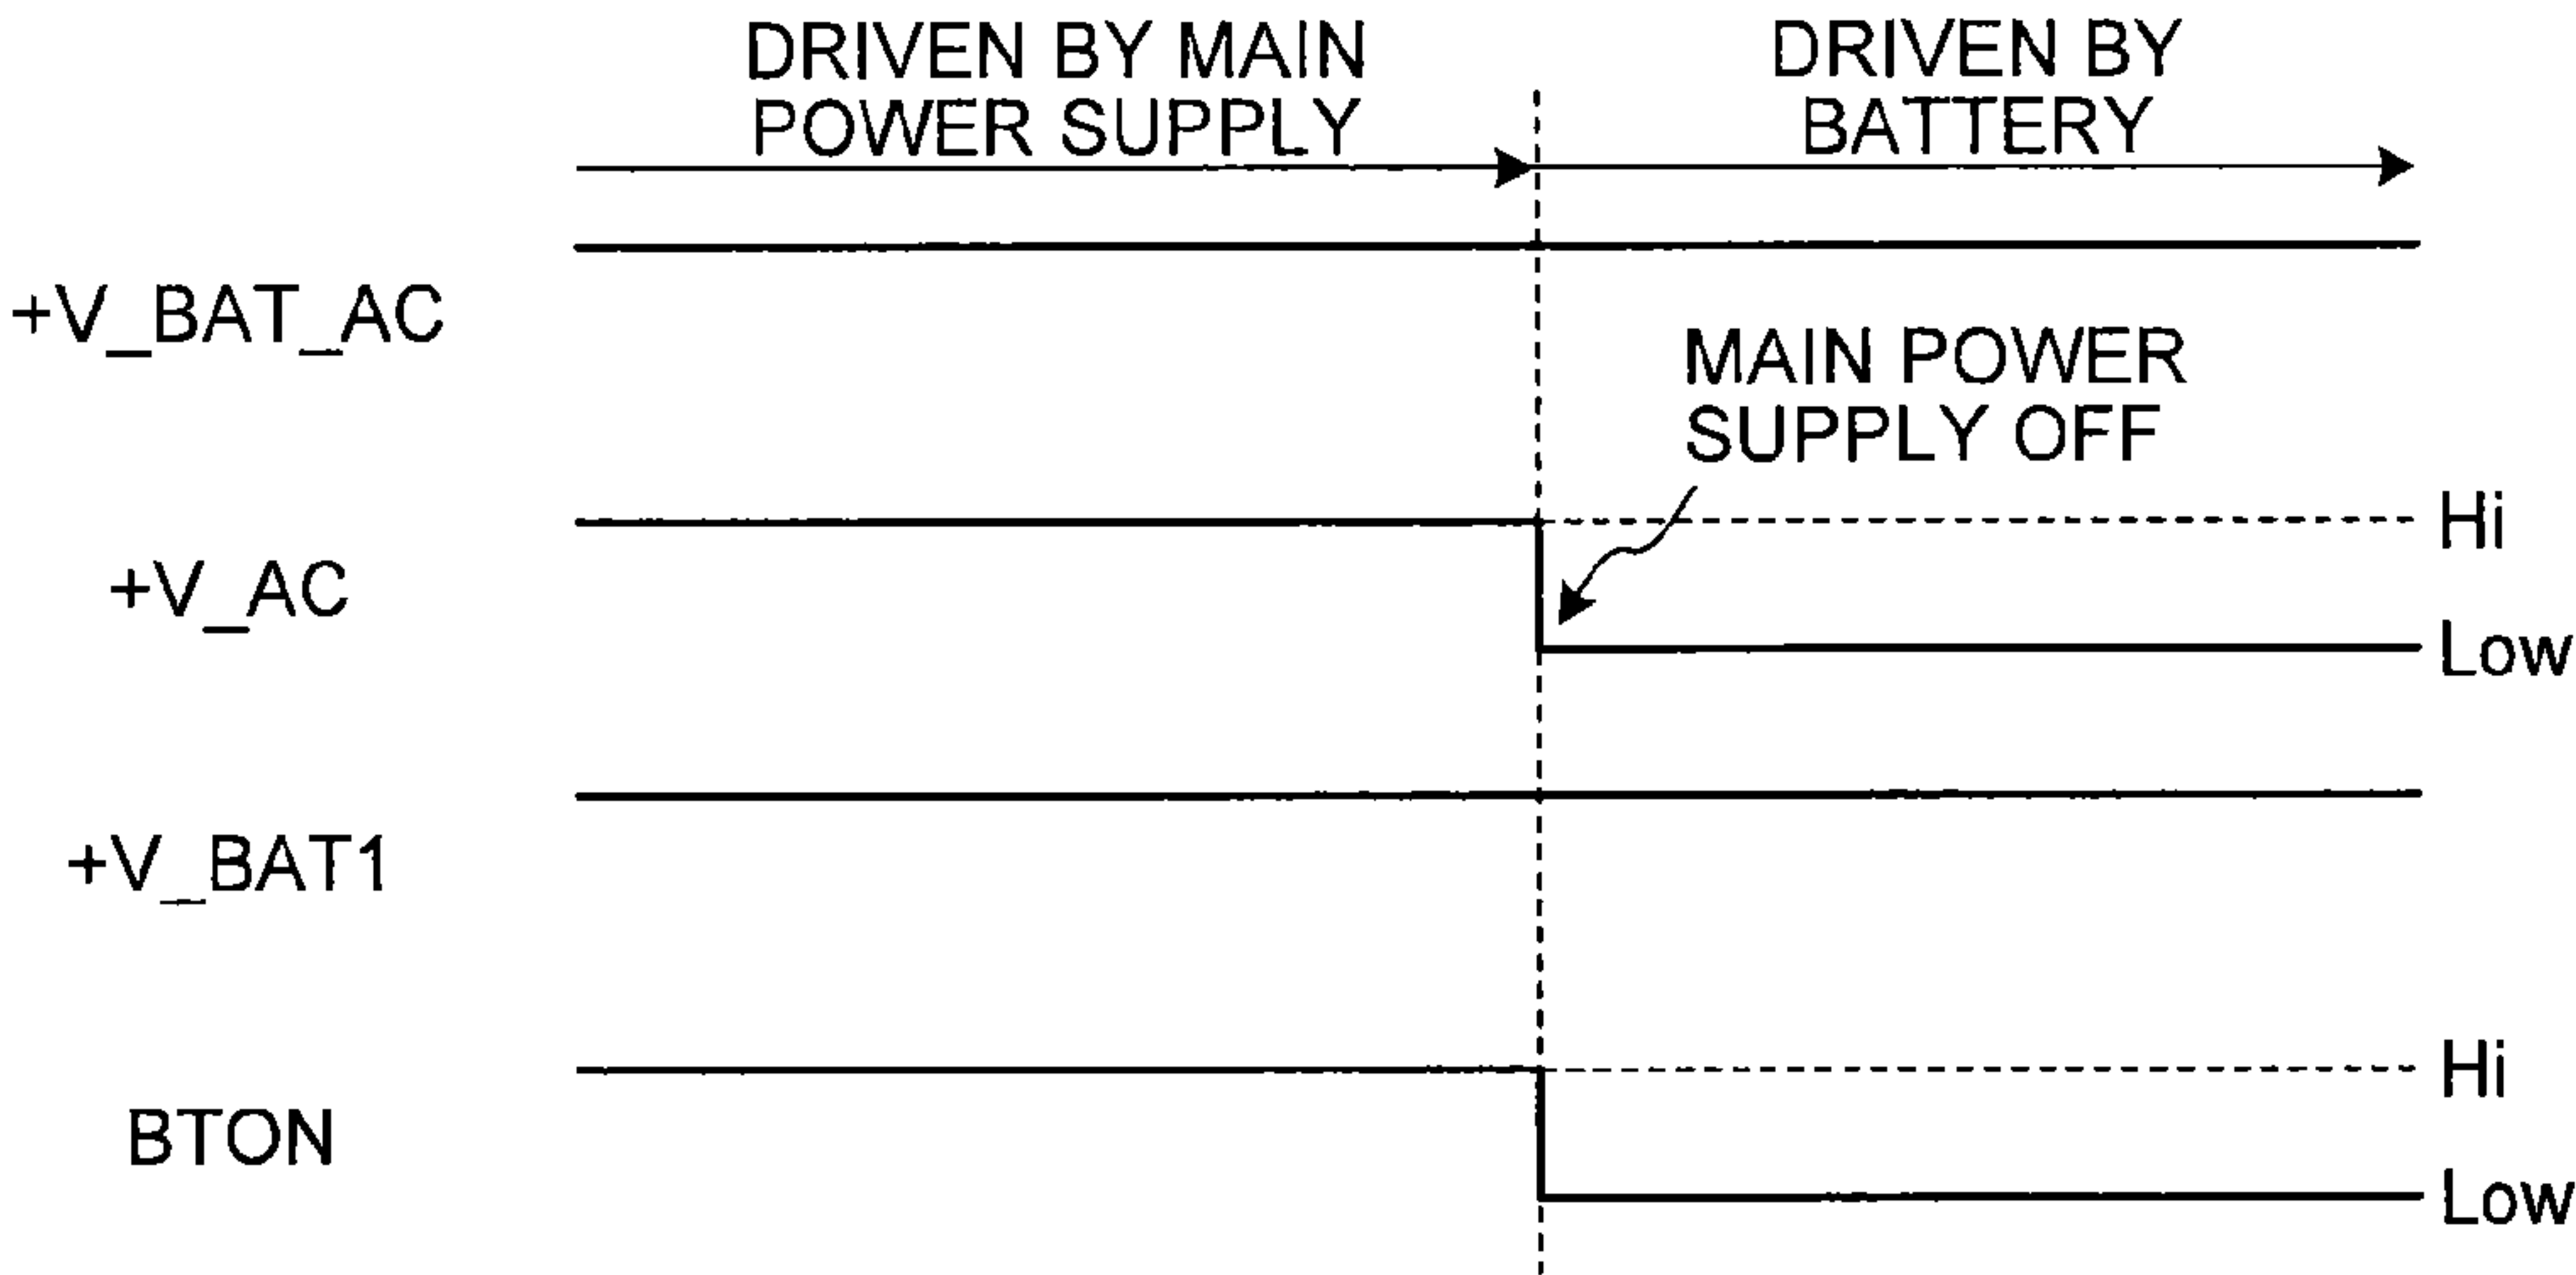 DRIVEN BY MAIN
POWER SUPPLY
DRIVEN BY
BATTERY
+V_BAT_AC
MAIN POWER
SUPPLY OFF
Hi
+V_AC
Low
+V_BAT1
Hi
BTON
Low